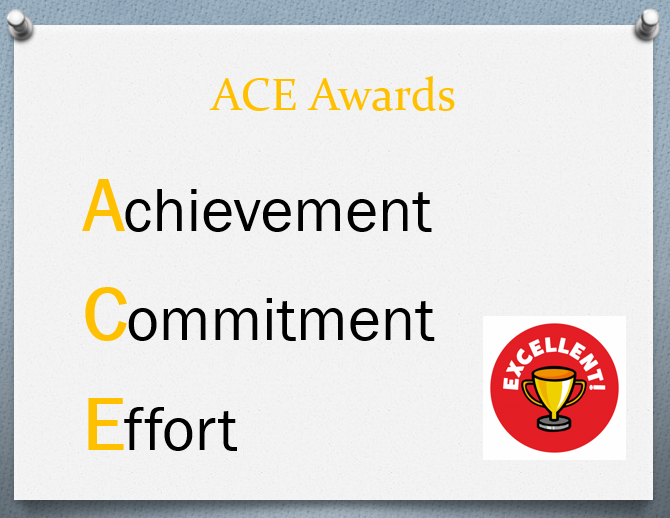 ACE Awards
Achievement
Commitment
Effort
EXCELLENT!